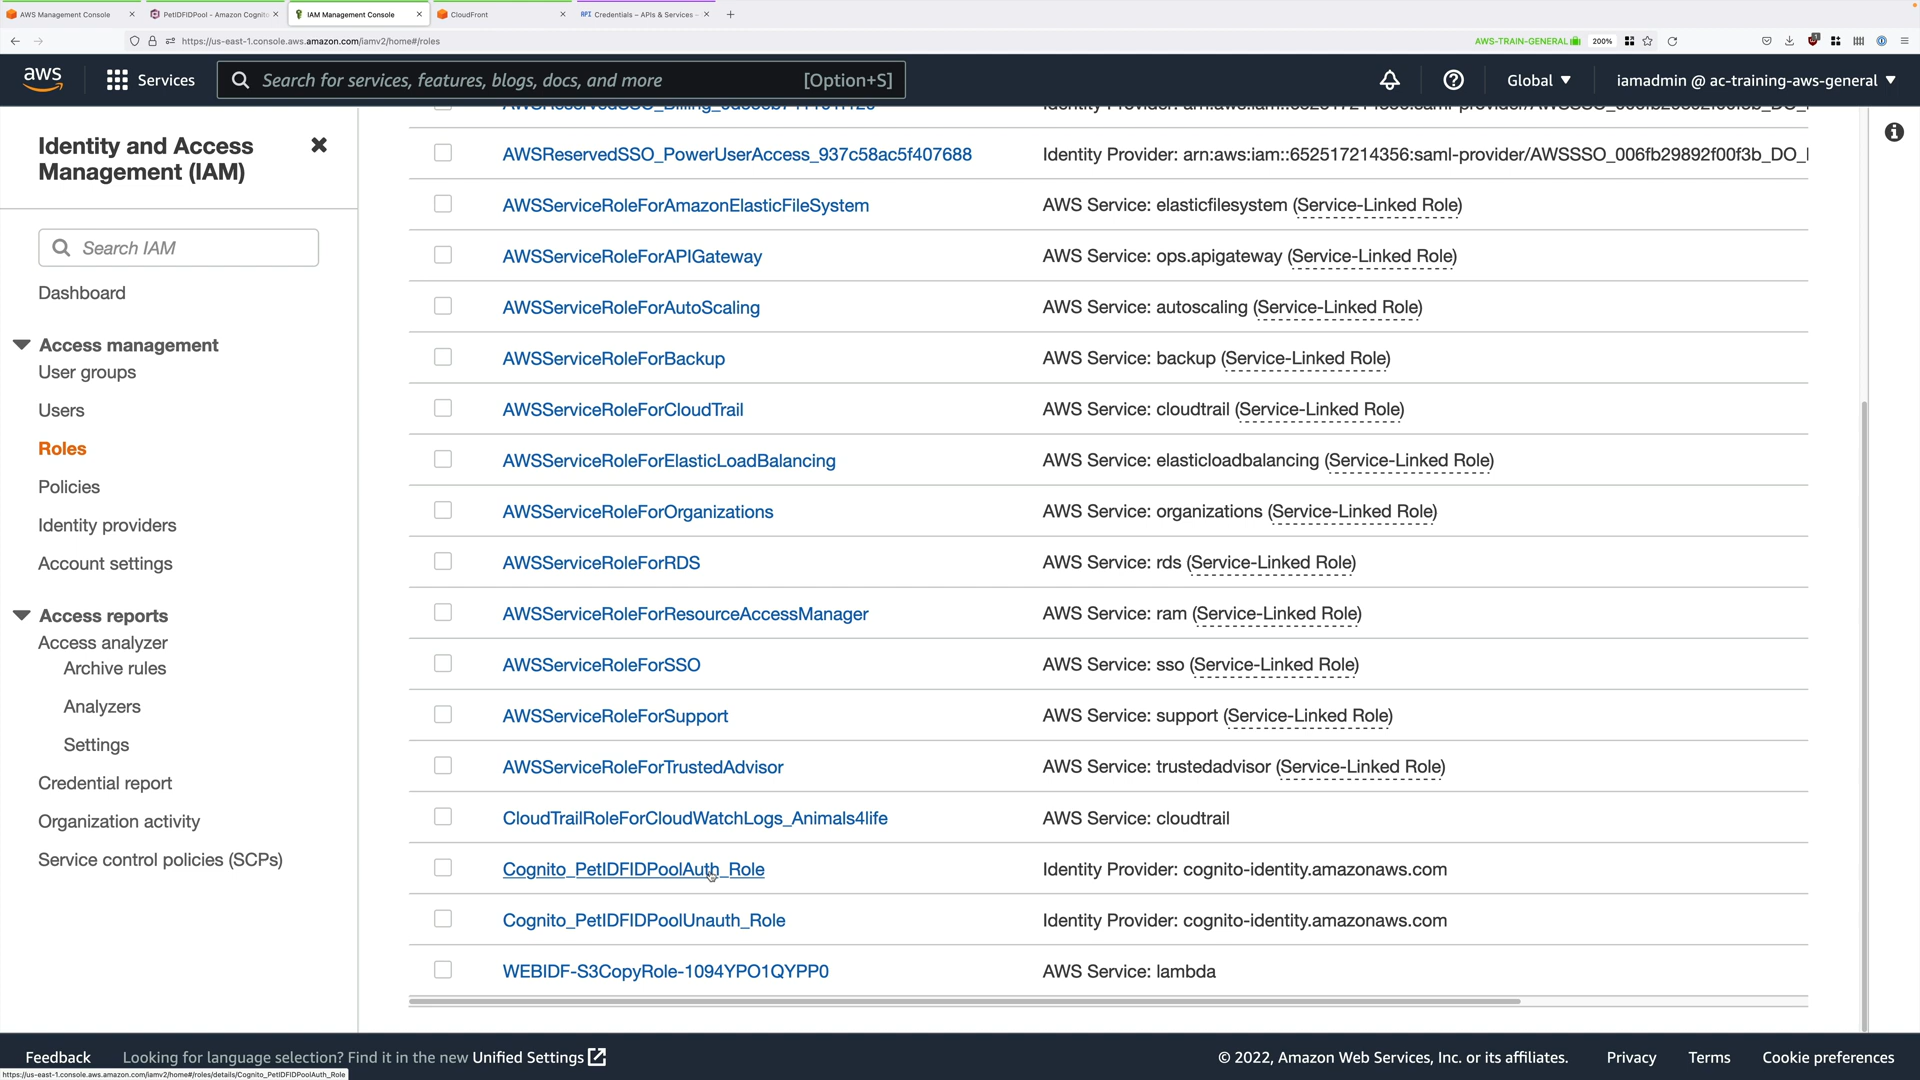 AWS Management Console
PetIDFIDPool - Amazon Cognito
IAM Management Console
CloudFront
API Credentials – APIs & Services –
https://us-east-1.console.aws.amazon.com/iamv2/home#/roles
AWS-TRAIN-GENERAL
200%
aws
Services
Search for services, features, blogs, docs, and more
[Option+S]
Global
iamadmin @ ac-training-aws-general
Identity and Access
Management (IAM)
Search IAM
Dashboard
Access management
User groups
Users
Roles
Policies
Identity providers
Account settings
Access reports
Access analyzer
Archive rules
Analyzers
Settings
Credential report
Organization activity
Service control policies (SCPs)
AWSReservedSSO_PowerUserAccess_937c58ac5f407688
Identity Provider: arn:aws:iam::652517214356:saml-provider/AWSSSO_006fb29892f00f3b_DO_
AWSServiceRoleForAmazonElasticFileSystem
AWS Service: elasticfilesystem (Service-Linked Role)
AWSServiceRoleForAPIGateway
AWS Service: ops.apigateway (Service-Linked Role)
AWSServiceRoleForAutoScaling
AWS Service: autoscaling (Service-Linked Role)
AWSServiceRoleForBackup
AWS Service: backup (Service-Linked Role)
AWSServiceRoleForCloudTrail
AWS Service: cloudtrail (Service-Linked Role)
AWSServiceRoleForElasticLoadBalancing
AWS Service: elasticloadbalancing (Service-Linked Role)
AWSServiceRoleForOrganizations
AWS Service: organizations (Service-Linked Role)
AWSServiceRoleForRDS
AWS Service: rds (Service-Linked Role)
AWSServiceRoleForResourceAccessManager
AWS Service: ram (Service-Linked Role)
AWSServiceRoleForSSO
AWS Service: sso (Service-Linked Role)
AWSServiceRoleForSupport
AWS Service: support (Service-Linked Role)
AWSServiceRoleForTrustedAdvisor
AWS Service: trustedadvisor (Service-Linked Role)
CloudTrailRoleForCloudWatchLogs_Animals4life
AWS Service: cloudtrail
Cognito_PetIDFIDPoolAuth_Role
Identity Provider: cognito-identity.amazonaws.com
Cognito_PetIDFIDPoolUnauth_Role
Identity Provider: cognito-identity.amazonaws.com
WEBIDF-S3CopyRole-1094YPO1QYPP0
AWS Service: lambda
Feedback
Looking for language selection? Find it in the new Unified Settings
© 2022, Amazon Web Services, Inc. or its affiliates.
Privacy
Terms
Cookie preferences
https://us-east-1.console.aws.amazon.com/iamv2/home#/roles/details/Cognito_PetIDFIDPoolAuth_Role